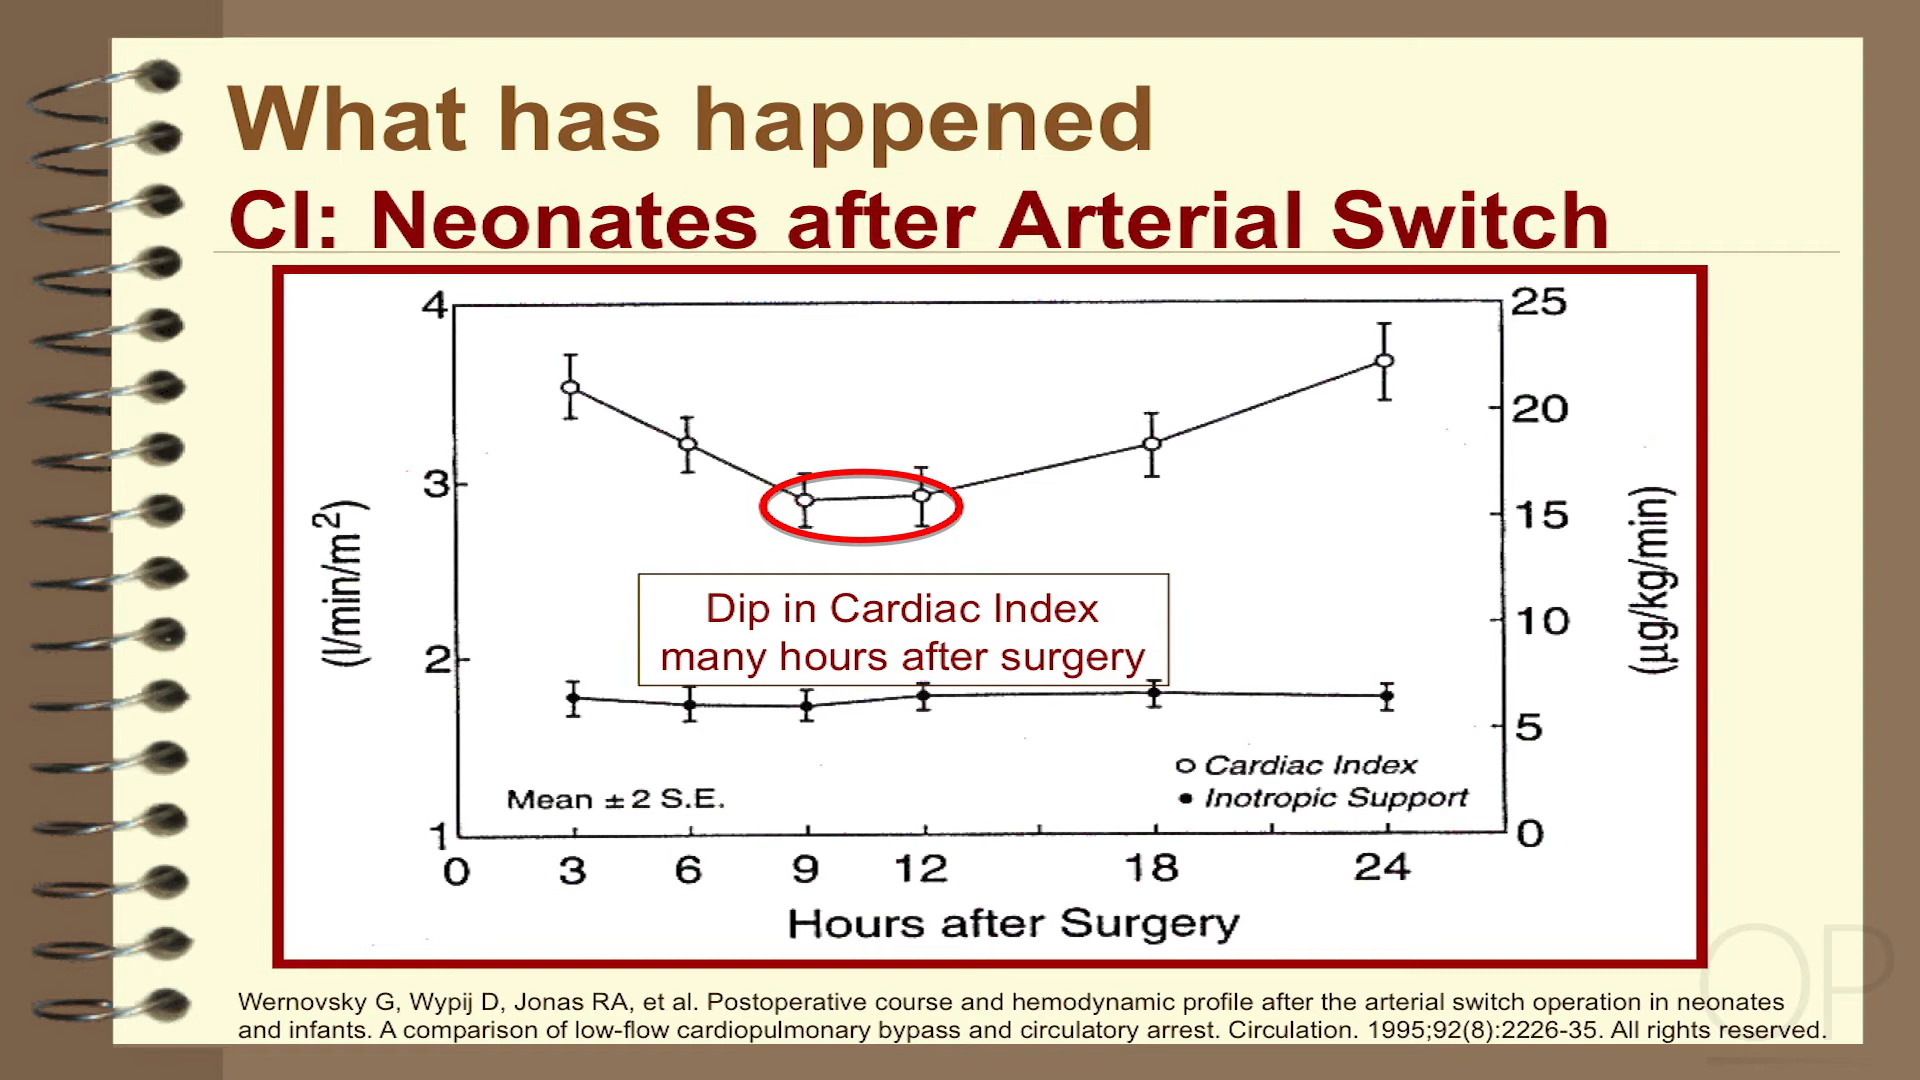 What has happened
CI: Neonates after Arterial Switch
4
3
2
1
(l/min/m²)
25
20
15
10
5
0
(µg/kg/min)
Dip in Cardiac Index
many hours after surgery
Cardiac Index
Inotropic Support
Mean ± 2 S.E.
0 3 6 9 12 18 24
Hours after Surgery
Wernovsky G, Wypij D, Jonas RA, et al. Postoperative course and hemodynamic profile after the arterial switch operation in neonates
and infants. A comparison of low-flow cardiopulmonary bypass and circulatory arrest. Circulation. 1995;92(8):2226-35. All rights reserved.
OP